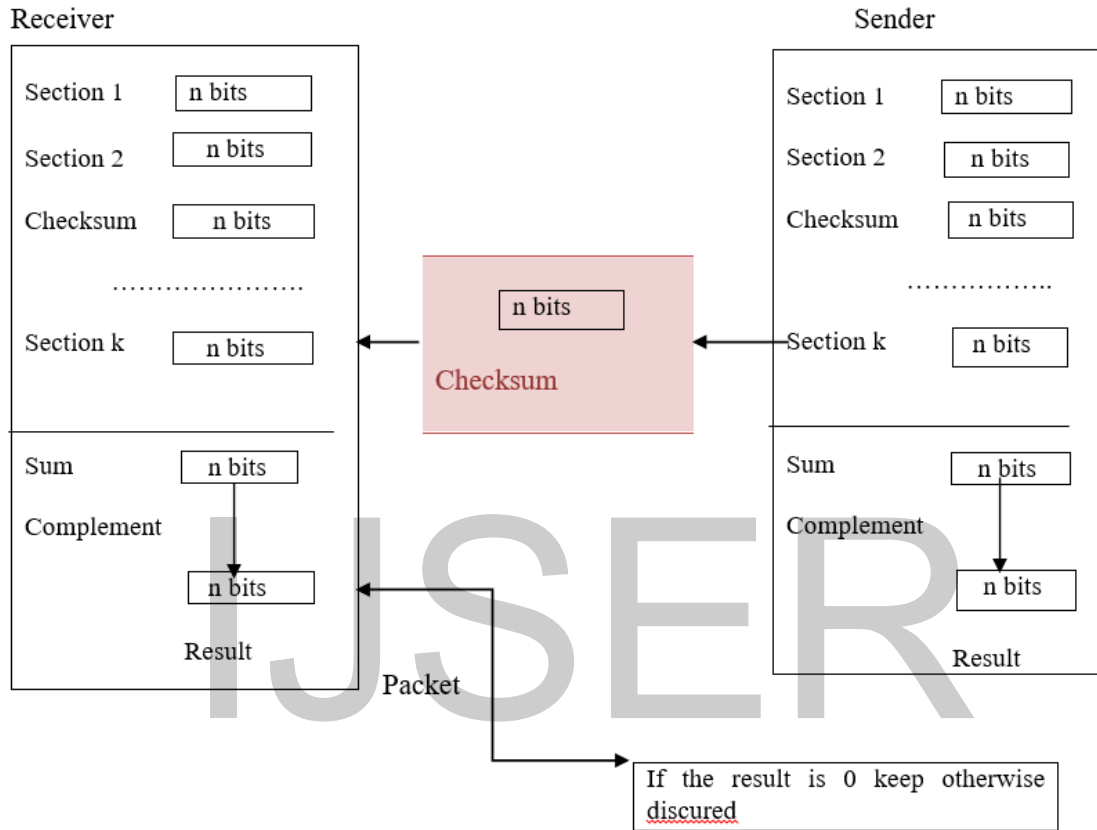 Receiver
Section 1 n bits
Section 2 n bits
Checksum n bits
………………….
Section k n bits
Sum n bits
Complement
n bits
Result
n bits
Checksum
Sender
Section 1 n bits
Section 2 n bits
Checksum n bits
……………..
Section k n bits
Sum n bits
Complement
n bits
Result
Packet
If the result is 0 keep otherwise
discured
IJSER